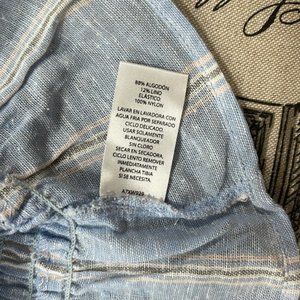 88% ALGODÓN
12% LINO
ELÁSTICO
100% NYLON
LAVAR EN LAVADORA CON
AGUA FRIA POR SEPARADO
CICLO DELICADO.
USAR SOLAMENTE
BLANQUEADOR
SIN CLORO
SECAR EN SECADORA,
CICLO LENTO REMOVER
INMEDIATAMENTE
PLANCHA TIBIA
SI SE NECESITA.